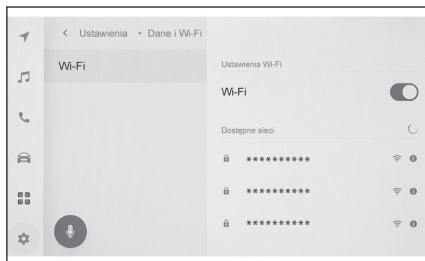 Ustawienia • Dane i Wi-Fi
Wi-Fi
Ustawienia Wi-Fi
Wi-Fi
Dostępne sieci
**********
**********
**********